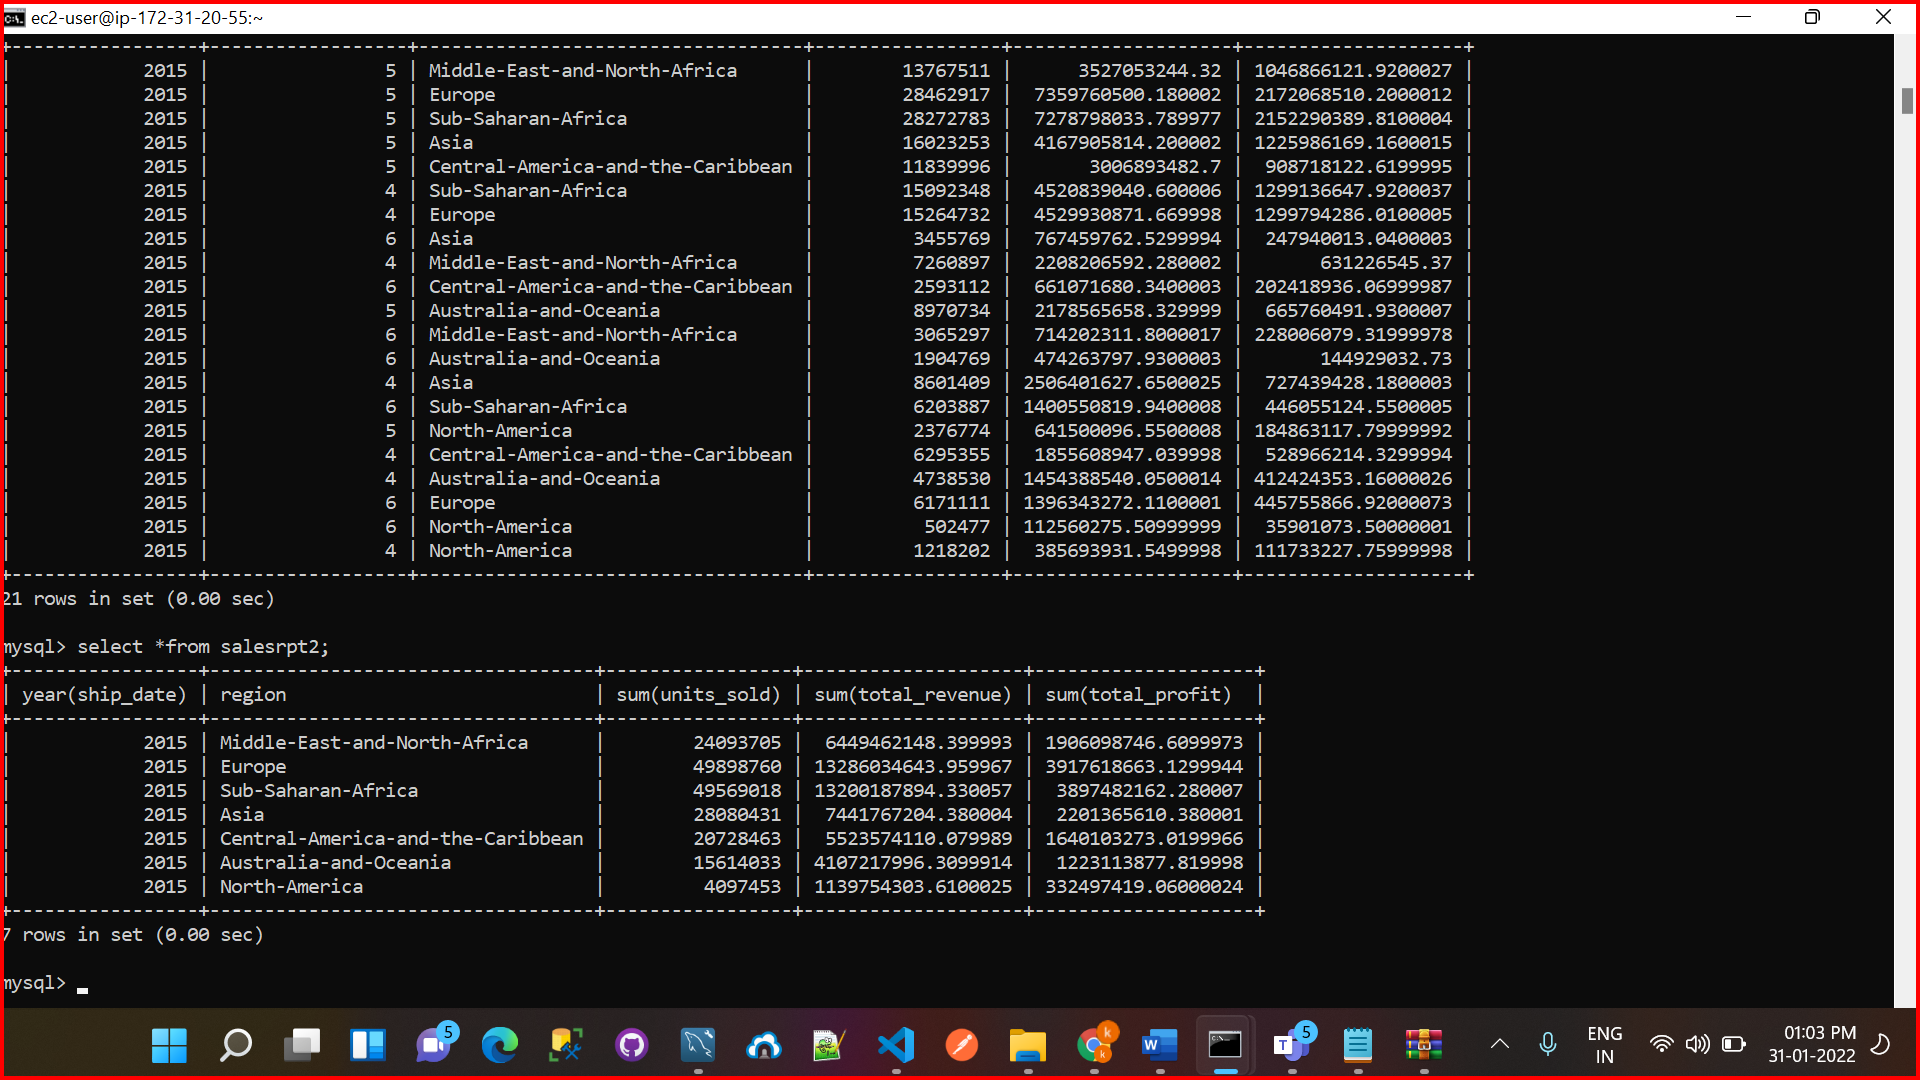 ec2-user@ip-172-31-20-55:~
+------------------+-------------------+-----------------------------------+-----------------+--------------------+--------------------+
| 2015 | 5 | Middle-East-and-North-Africa | 13767511 | 3527053244.32 | 1046866121.9200027 |
| 2015 | 5 | Europe | 28462917 | 7359760500.180002 | 2172068510.2000012 |
| 2015 | 5 | Sub-Saharan-Africa | 28272783 | 7278798033.789977 | 2152290389.8100004 |
| 2015 | 5 | Asia | 16023253 | 4167905814.200002 | 1225986169.1600015 |
| 2015 | 5 | Central-America-and-the-Caribbean | 11839996 | 3006893482.7 | 908718122.6199995 |
| 2015 | 4 | Sub-Saharan-Africa | 15092348 | 4520839040.600006 | 1299136647.9200037 |
| 2015 | 4 | Europe | 15264732 | 4529930871.669998 | 1299794286.0100005 |
| 2015 | 6 | Asia | 3455769 | 767459762.5299994 | 247940013.0400003 |
| 2015 | 4 | Middle-East-and-North-Africa | 7260897 | 2208206592.280002 | 631226545.37 |
| 2015 | 6 | Central-America-and-the-Caribbean | 2593112 | 661071680.3400003 | 202418936.06999987 |
| 2015 | 5 | Australia-and-Oceania | 8970734 | 2178565658.329999 | 665760491.9300007 |
| 2015 | 6 | Middle-East-and-North-Africa | 3065297 | 714202311.8000017 | 228006079.31999978 |
| 2015 | 6 | Australia-and-Oceania | 1904769 | 474263797.9300003 | 144929032.73 |
| 2015 | 4 | Asia | 8601409 | 2506401627.6500025 | 727439428.1800003 |
| 2015 | 6 | Sub-Saharan-Africa | 6203887 | 1400550819.9400008 | 446055124.5500005 |
| 2015 | 5 | North-America | 2376774 | 641500096.5500008 | 184863117.79999992 |
| 2015 | 4 | Central-America-and-the-Caribbean | 6295355 | 1855608947.039998 | 528966214.3299994 |
| 2015 | 4 | Australia-and-Oceania | 4738530 | 1454388540.0500014 | 412424353.16000026 |
| 2015 | 6 | Europe | 6171111 | 1396343272.1100001 | 445755866.92000073 |
| 2015 | 6 | North-America | 502477 | 112560275.50999999 | 35901073.50000001 |
| 2015 | 4 | North-America | 1218202 | 385693931.5499998 | 111733227.75999998 |
+------------------+-------------------+-----------------------------------+-----------------+--------------------+--------------------+
21 rows in set (0.00 sec)
mysql> select *from salesrpt2;
+------------------+-----------------------------------+-----------------+--------------------+--------------------+
| year(ship_date) | region | sum(units_sold) | sum(total_revenue) | sum(total_profit) |
+------------------+-----------------------------------+-----------------+--------------------+--------------------+
| 2015 | Middle-East-and-North-Africa | 24093705 | 6449462148.399993 | 1906098746.6099973 |
| 2015 | Europe | 49898760 | 13286034643.959967 | 3917618663.1299944 |
| 2015 | Sub-Saharan-Africa | 49569018 | 13200187894.330057 | 3897482162.280007 |
| 2015 | Asia | 28080431 | 7441767204.380004 | 2201365610.380001 |
| 2015 | Central-America-and-the-Caribbean | 20728463 | 5523574110.079989 | 1640103273.0199966 |
| 2015 | Australia-and-Oceania | 15614033 | 4107217996.3099914 | 1223113877.819998 |
| 2015 | North-America | 4097453 | 1139754303.6100025 | 332497419.06000024 |
+------------------+-----------------------------------+-----------------+--------------------+--------------------+
7 rows in set (0.00 sec)
mysql>
5
k
k
W
T
5
ENG
IN
01:03 PM
31-01-2022